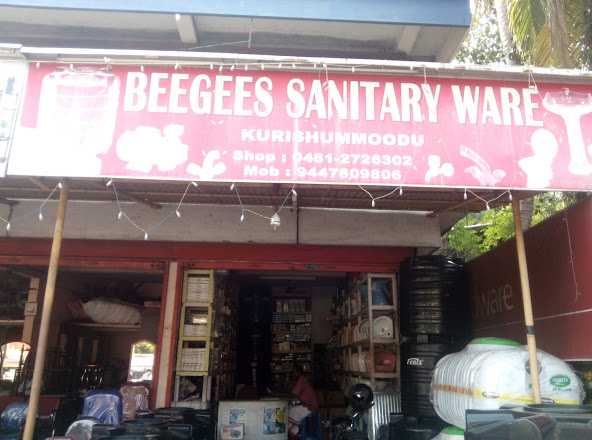 BEEGEES SANITARY WARE
KURISHUMMOODU
Shop : 0481-2726302
Mob : 9447809806
ware